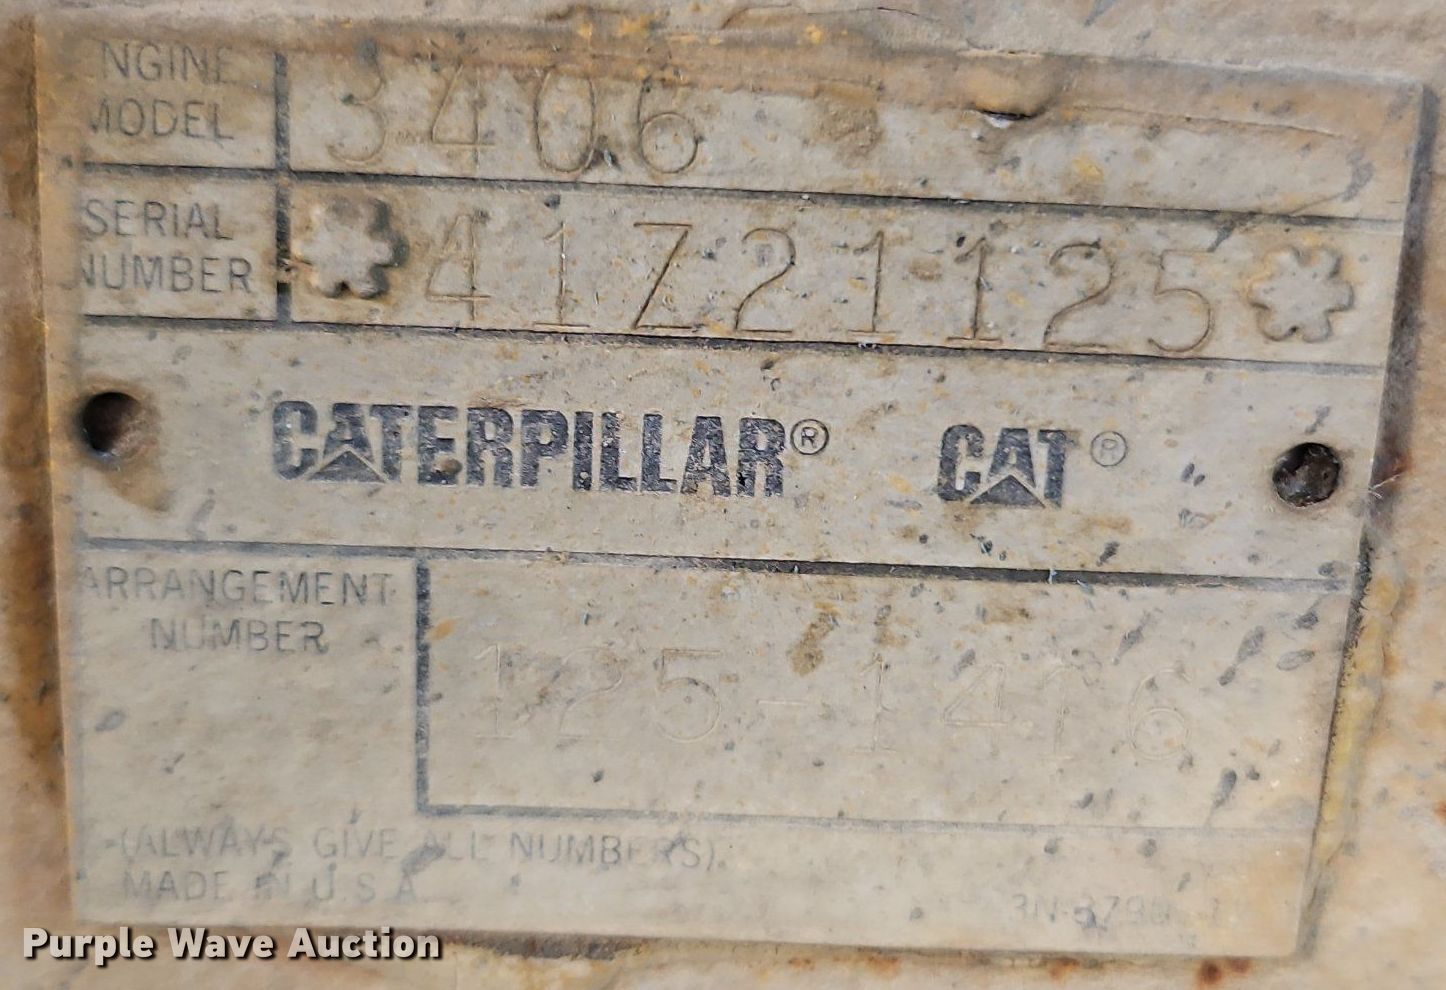 ENGINE
MODEL
3406
SERIAL
NUMBER
*41Z21125*
CATERPILLAR® CAT®
ARRANGEMENT
NUMBER
125-1416
(ALWAYS GIVE ALL NUMBERS)
MADE IN U.S.A.
Purple Wave Auction